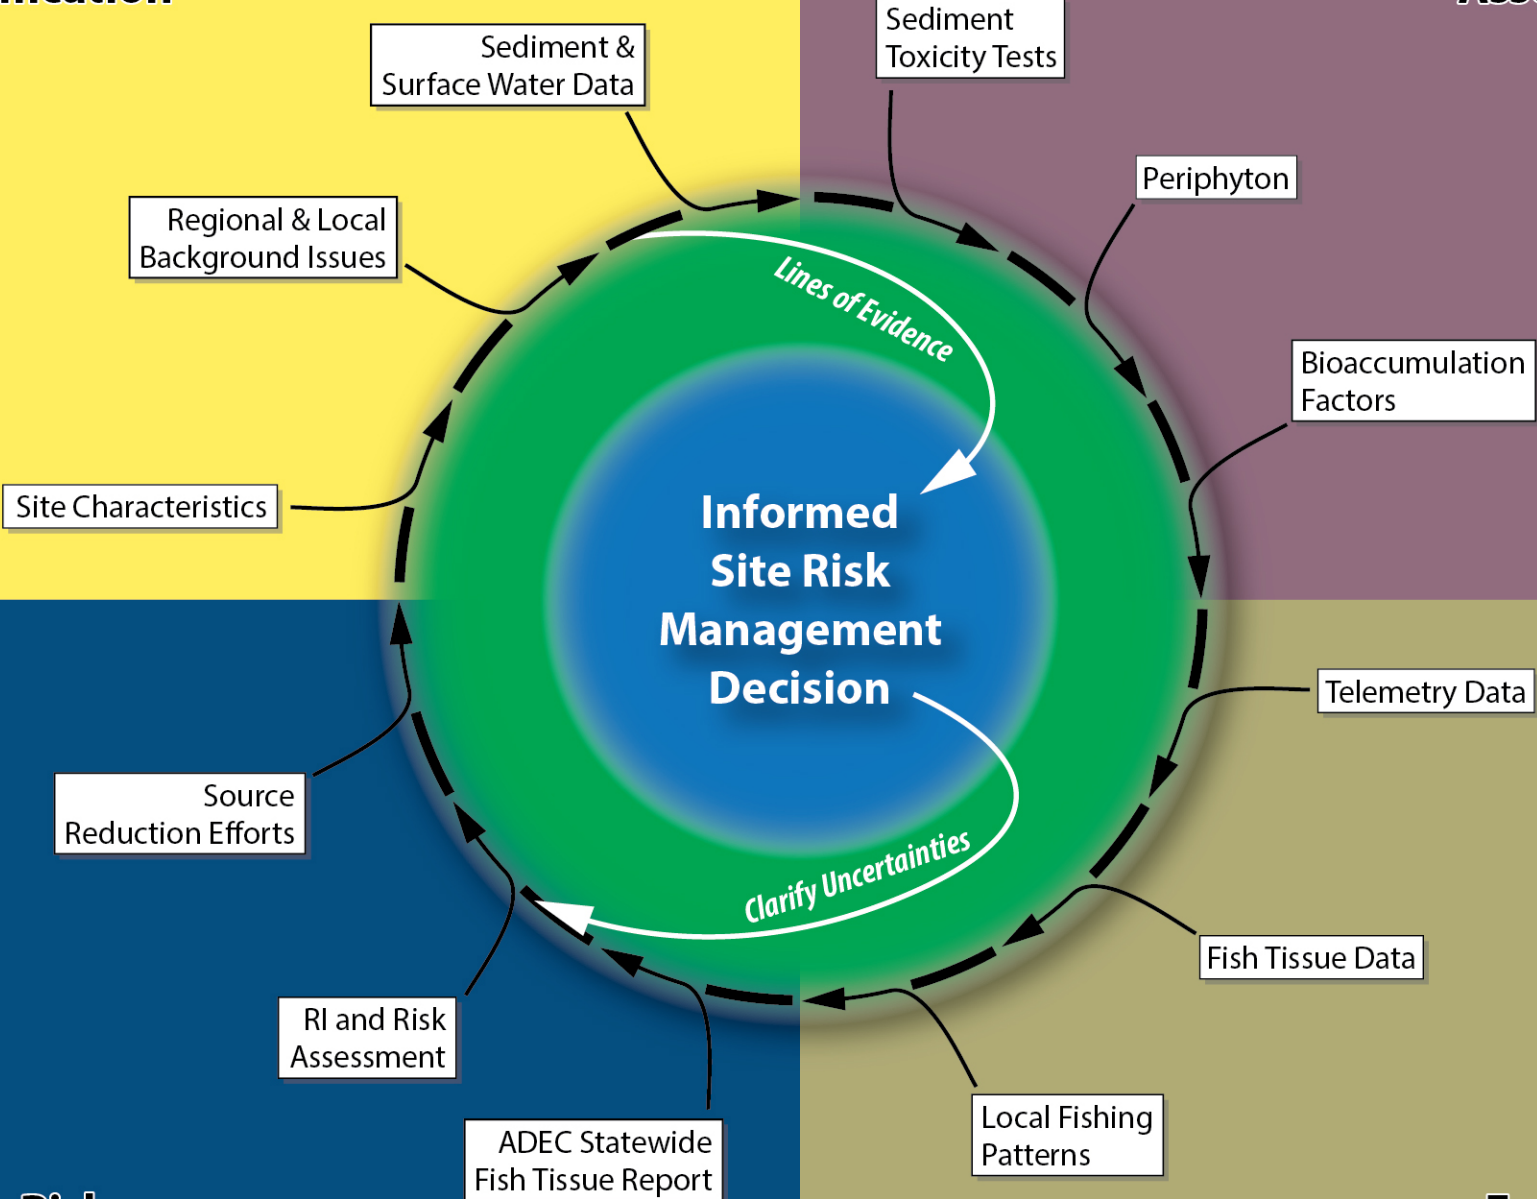 Sediment &
Surface Water Data
Sediment
Toxicity Tests
Periphyton
Regional & Local
Background Issues
Lines of Evidence
Bioaccumulation
Factors
Site Characteristics
Informed
Site Risk
Management
Decision
Telemetry Data
Source
Reduction Efforts
Clarify Uncertainties
Fish Tissue Data
RI and Risk
Assessment
Local Fishing
Patterns
ADEC Statewide
Fish Tissue Report